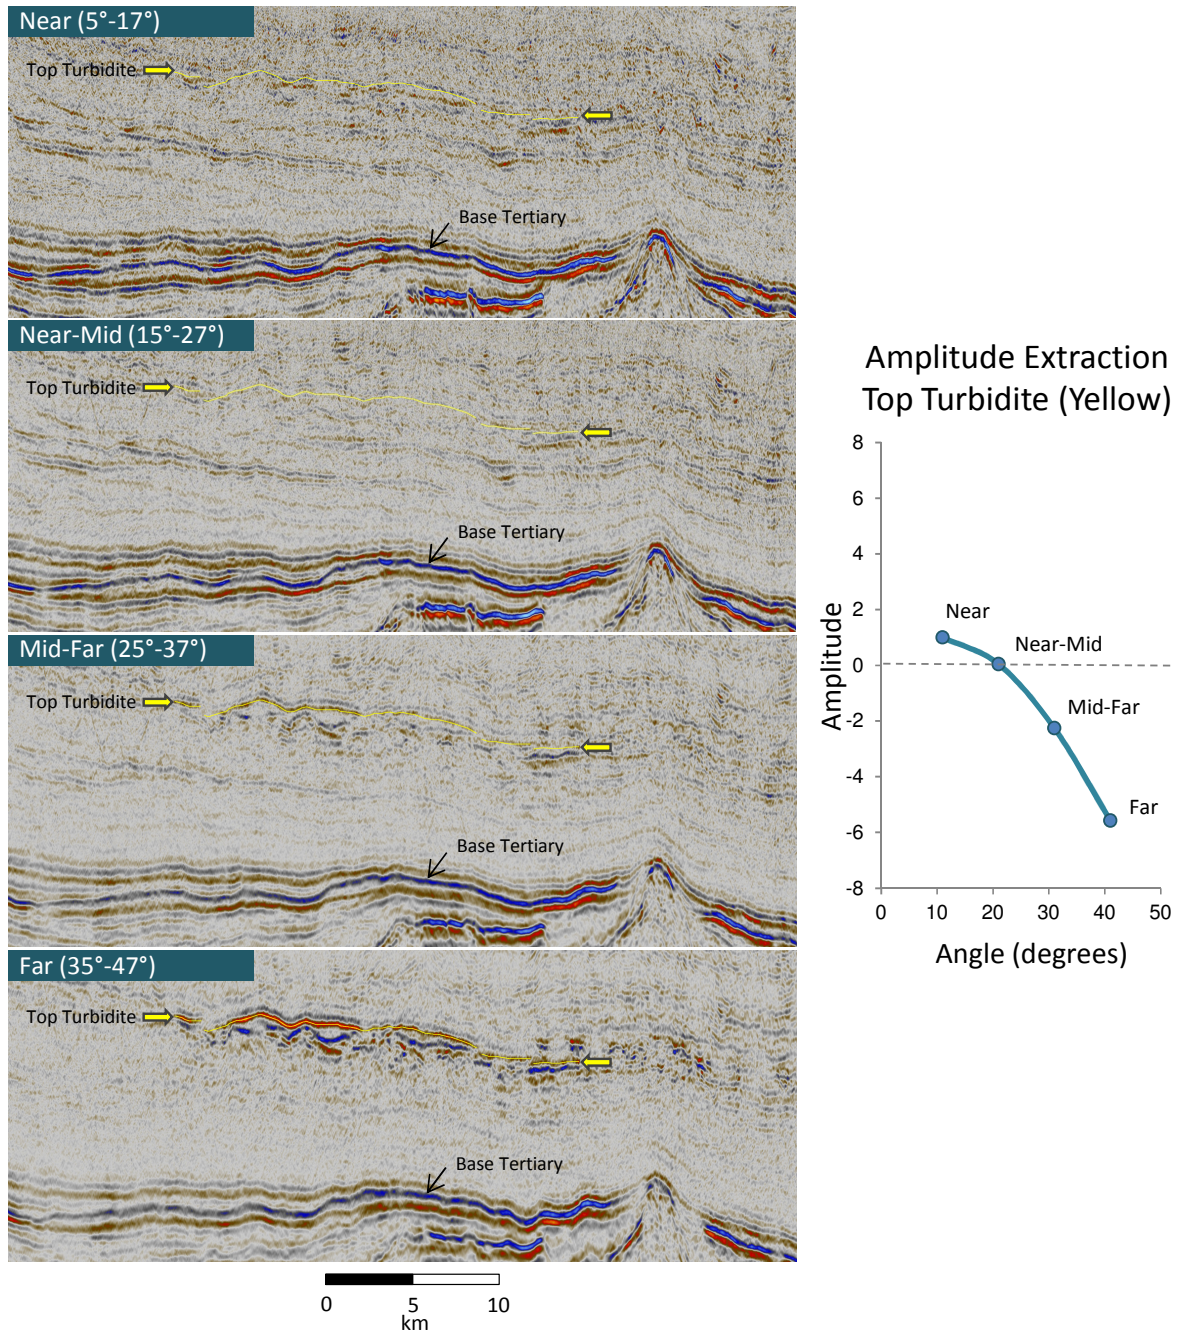 Near (5°-17°)
Top Turbidite
Base Tertiary
Near-Mid (15°-27°)
Top Turbidite
Base Tertiary
Mid-Far (25°-37°)
Top Turbidite
Base Tertiary
Far (35°-47°)
Top Turbidite
Base Tertiary
0 5 10
km
Amplitude Extraction
Top Turbidite (Yellow)
Amplitude
8
6
4
2
0
-2
-4
-6
-8
Near
Near-Mid
Mid-Far
Far
0 10 20 30 40 50
Angle (degrees)